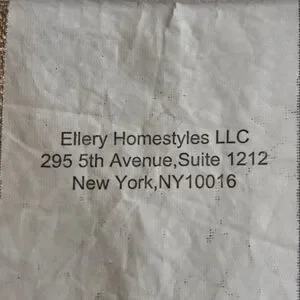 Ellery Homestyles LLC
295 5th Avenue,Suite 1212
New York,NY10016